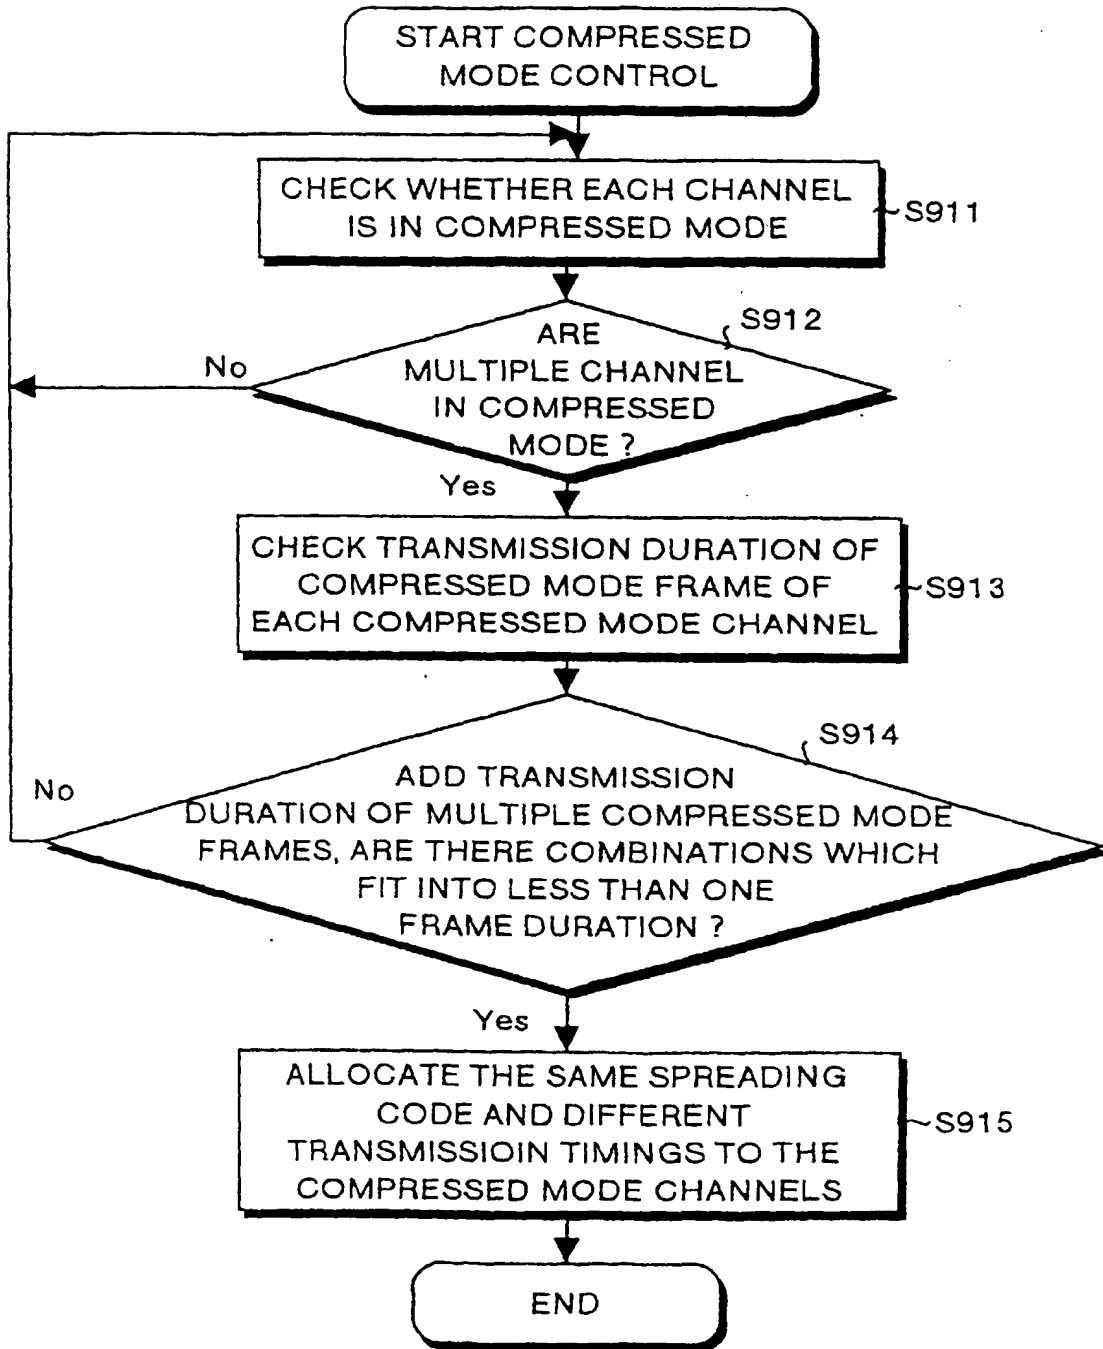 START COMPRESSED
MODE CONTROL
CHECK WHETHER EACH CHANNEL
IS IN COMPRESSED MODE
S911
S912
ARE
MULTIPLE CHANNEL
IN COMPRESSED
MODE ?
No
Yes
CHECK TRANSMISSION DURATION OF
COMPRESSED MODE FRAME OF
EACH COMPRESSED MODE CHANNEL
S913
S914
ADD TRANSMISSION
DURATION OF MULTIPLE COMPRESSED MODE
FRAMES, ARE THERE COMBINATIONS WHICH
FIT INTO LESS THAN ONE
FRAME DURATION ?
No
Yes
ALLOCATE THE SAME SPREADING
CODE AND DIFFERENT
TRANSMISSIOIN TIMINGS TO THE
COMPRESSED MODE CHANNELS
S915
END